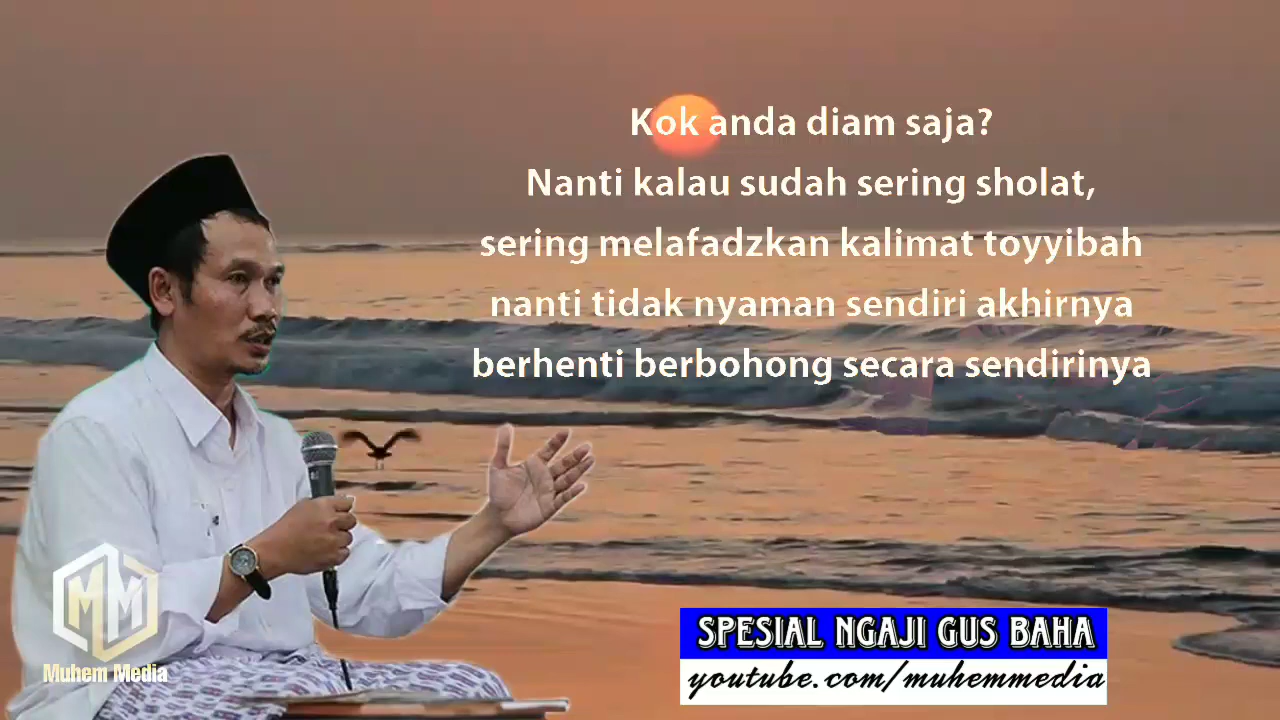 Kok anda diam saja?
Nanti kalau sudah sering sholat,
sering melafadzkan kalimat toyyibah
nanti tidak nyaman sendiri akhirnya
berhenti berbohong secara sendirinya
MM
Muhem Media
SPESIAL NGAJI GUS BAHA
youtube.com/muhemmedia